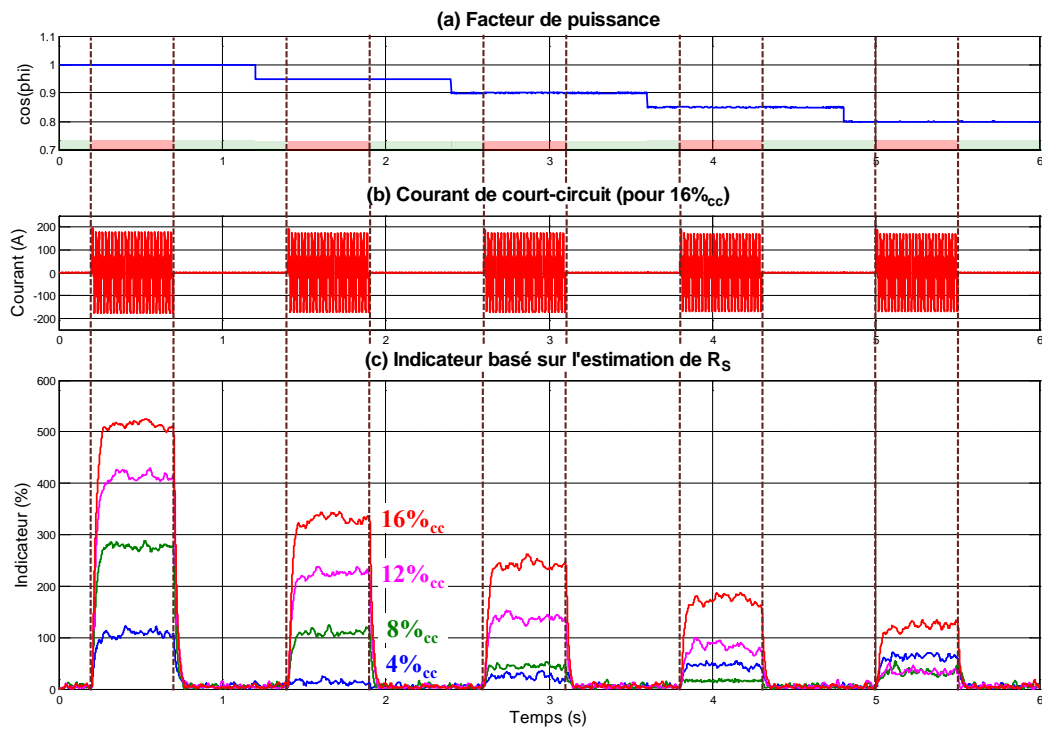 (a) Facteur de puissance
1.1
1
0.9
0.8
0.7
cos(phi)
0 1 2 3 4 5 6
(b) Courant de court-circuit (pour 16%cc)
200
100
0
-100
-200
Courant (A)
0 1 2 3 4 5 6
(c) Indicateur basé sur l'estimation de RS
600
500
400
300
200
100
0
Indicateur (%)
16%cc
12%cc
8%cc
4%cc
0 1 2 3 4 5 6
Temps (s)